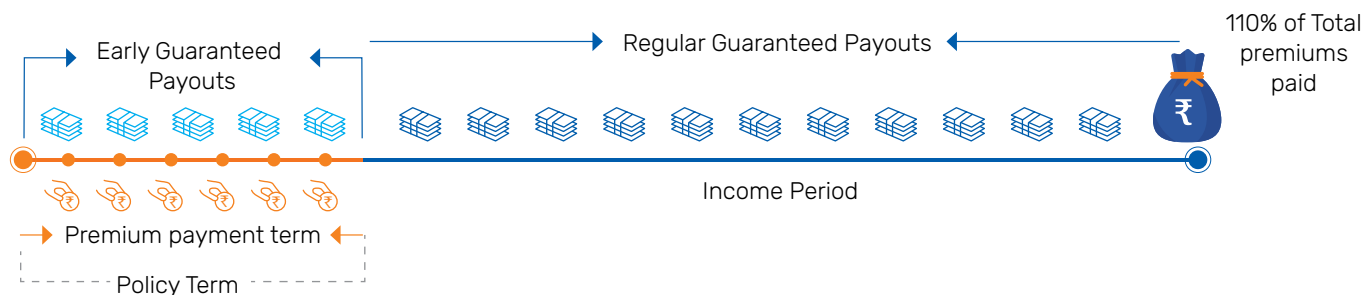 Early Guaranteed
Payouts
Regular Guaranteed Payouts
110% of Total
premiums
paid
₹
Income Period
₹ ₹ ₹ ₹ ₹ ₹
Premium payment term
Policy Term